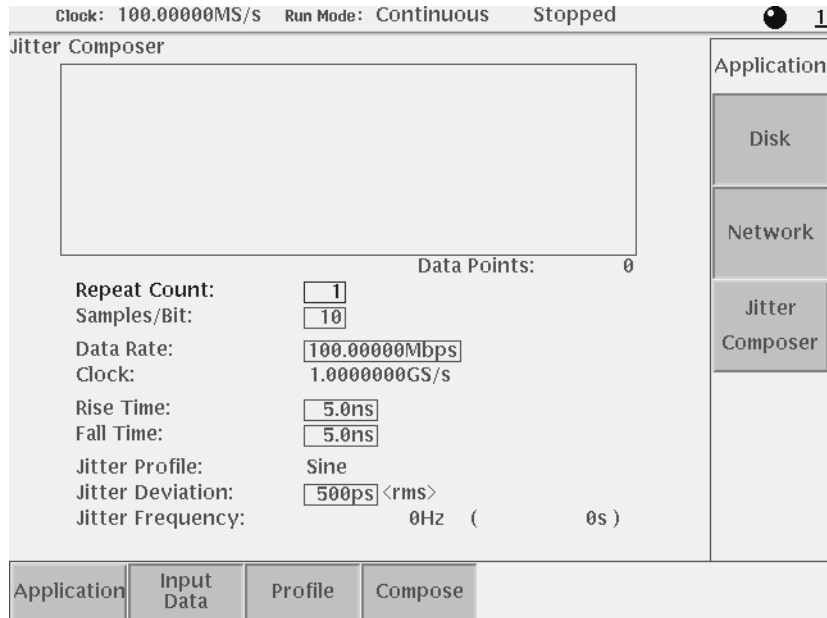 Clock: 100.00000MS/s Run Mode: Continuous Stopped 1
Jitter Composer
Application
Disk
Network
Jitter
Composer
Data Points: 0
Repeat Count: 1
Samples/Bit: 10
Data Rate: 100.00000Mbps
Clock: 1.0000000GS/s
Rise Time: 5.0ns
Fall Time: 5.0ns
Jitter Profile: Sine
Jitter Deviation: 500ps <rms>
Jitter Frequency: 0Hz ( 0s )
Application
Input
Data
Profile
Compose